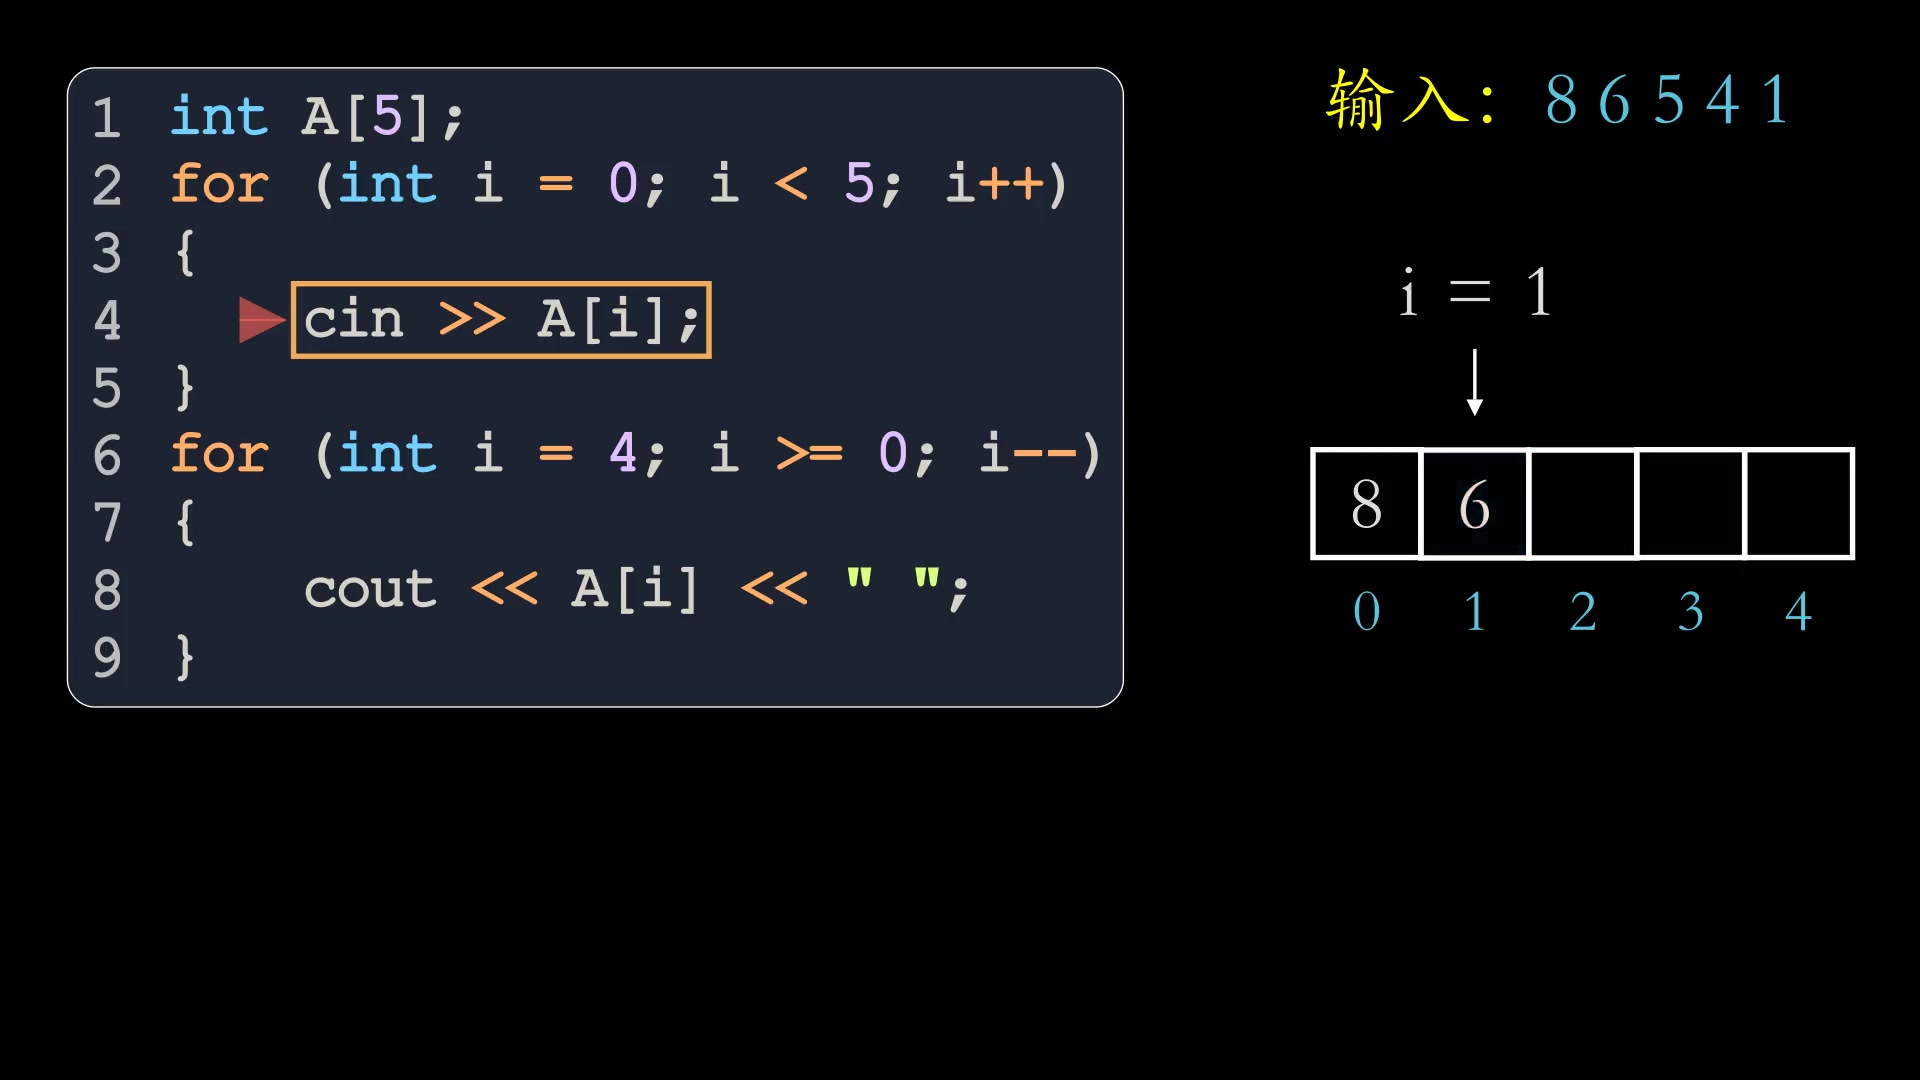 1 int A[5];
2 for (int i = 0; i < 5; i++)
3 {
4 cin >> A[i];
5 }
6 for (int i = 4; i >= 0; i--)
7 {
8 cout << A[i] << " ";
9 }
输入: 8 6 5 4 1
i = 1
8 6
0 1 2 3 4